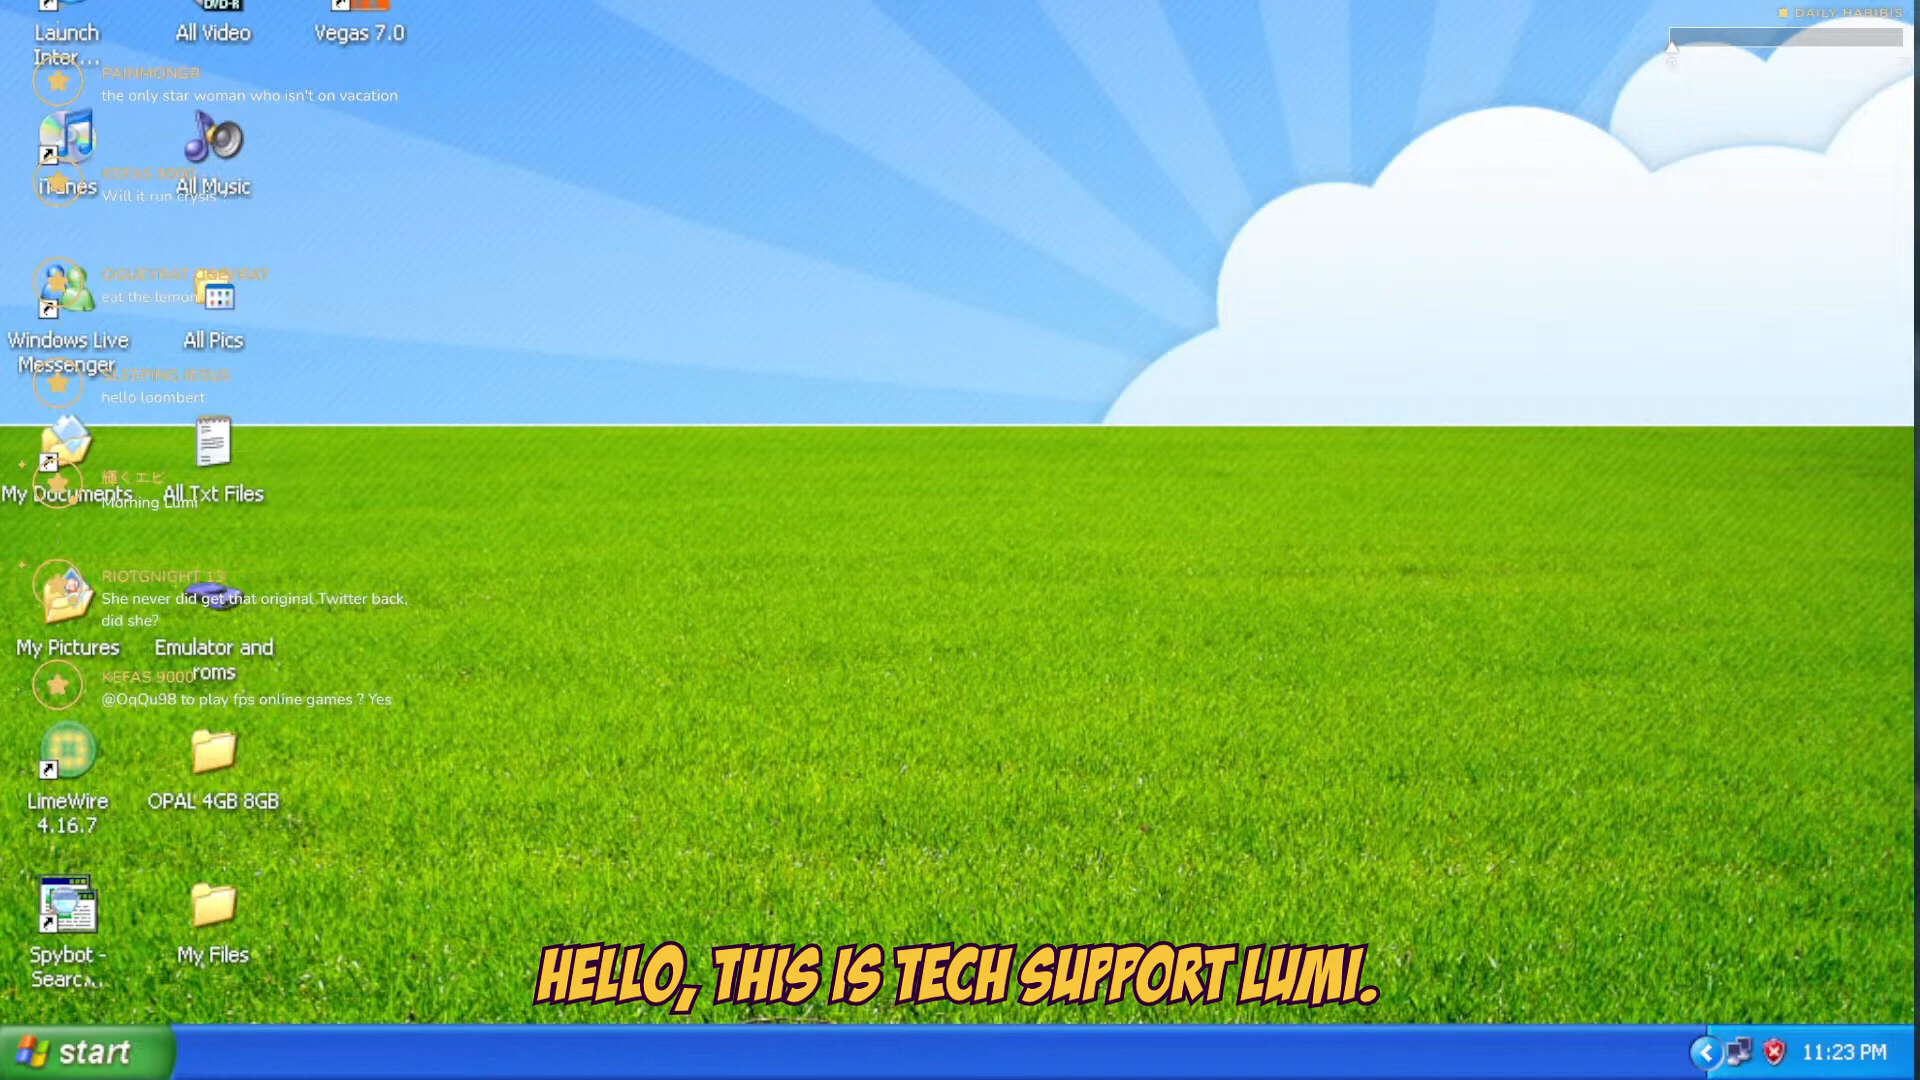 Launch
Inter...
All Video
Vegas 7.0
DAILY HABIBIS
PAINMONGR
the only star woman who isn't on vacation
iTunes
All Music
KEFAS 9000
Will it run crysis ?
eat the lemon
Windows Live
Messenger
All Pics
SLEEPING JESUS
hello loombert
輝くエビ
Morning Lumi
My Documents
All Txt Files
RIOTGNIGHT 13
She never did get that original Twitter back,
did she?
My Pictures
Emulator and
roms
KEFAS 9000
@OqQu98 to play fps online games ? Yes
LimeWire
4.16.7
OPAL 4GB 8GB
Spybot -
Searc...
My Files
HELLO, THIS IS TECH SUPPORT LUMI.
start
11:23 PM